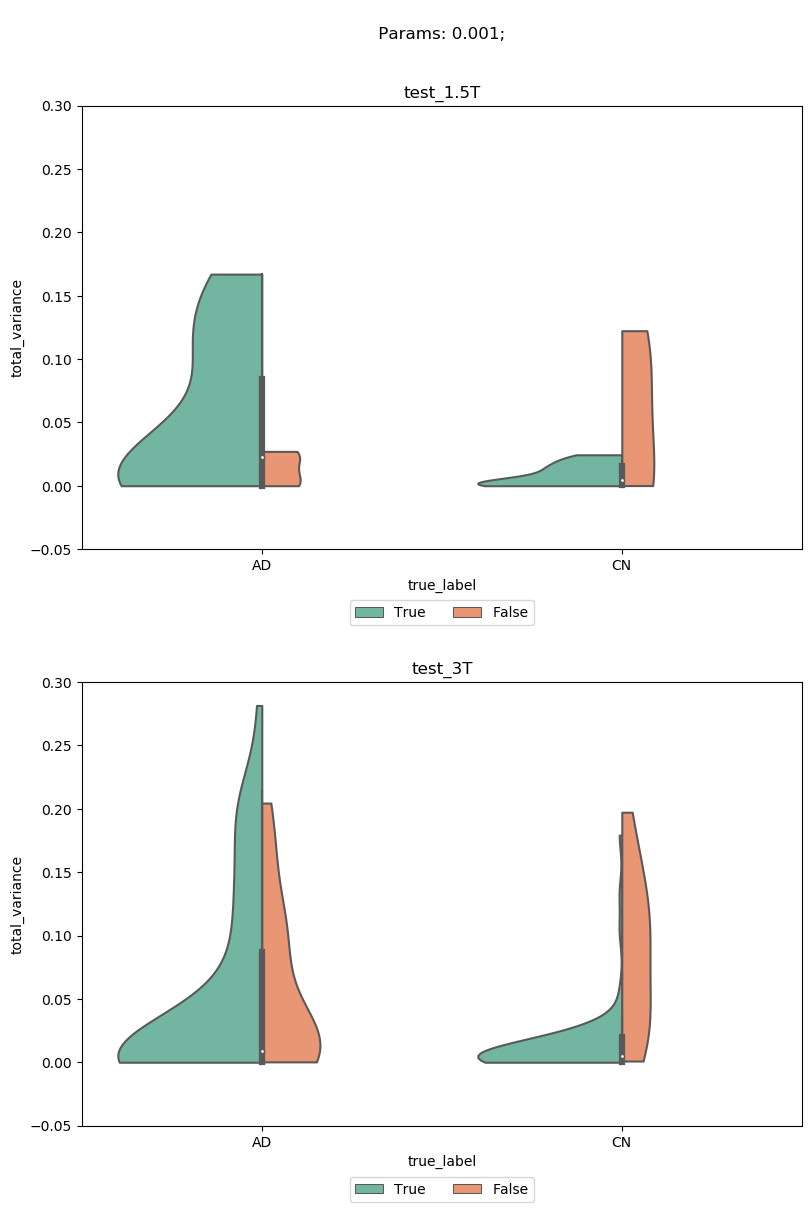 Params: 0.001;
test_1.5T
0.30
0.25
0.20
0.15
0.10
0.05
0.00
−0.05
total_variance
AD CN
true_label
True False
test_3T
0.30
0.25
0.20
0.15
0.10
0.05
0.00
−0.05
total_variance
AD CN
true_label
True False